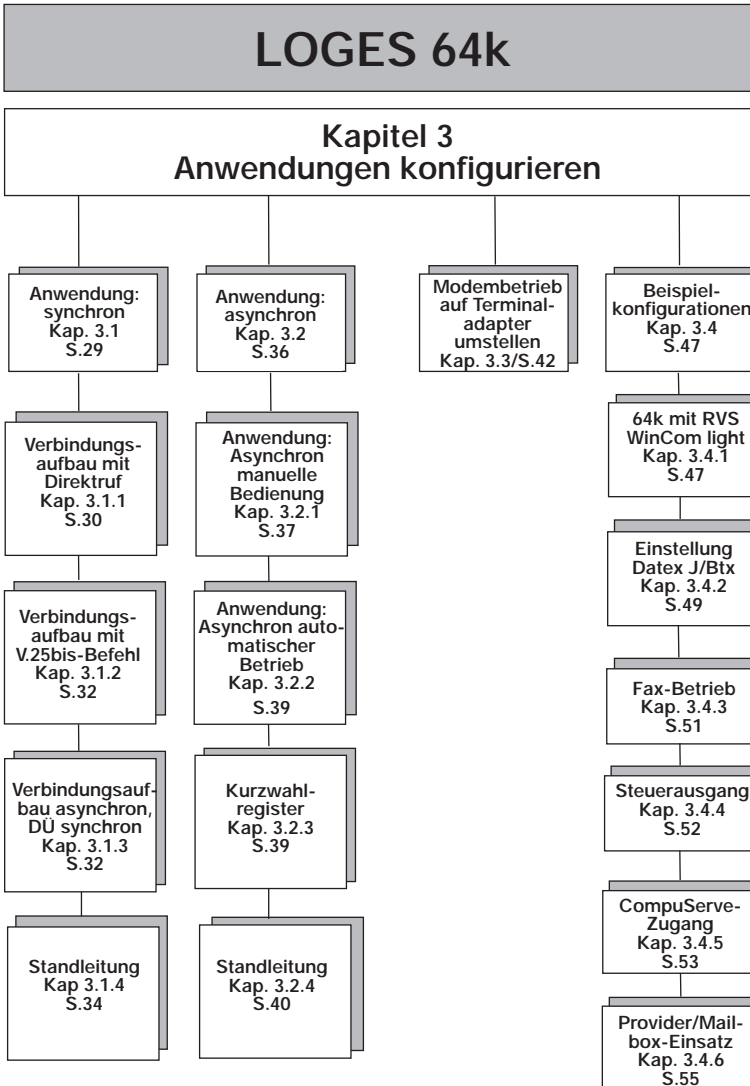 LOGES 64k
Kapitel 3
Anwendungen konfigurieren
Anwendung:
synchron
Kap. 3.1
S.29
Verbindungs-
aufbau mit
Direktruf
Kap. 3.1.1
S.30
Verbindungs-
aufbau mit
V.25bis-Befehl
Kap. 3.1.2
S.32
Verbindungsauf-
bau asynchron,
DÜ synchron
Kap. 3.1.3
S.32
Standleitung
Kap 3.1.4
S.34
Anwendung:
asynchron
Kap. 3.2
S.36
Anwendung:
Asynchron
manuelle
Bedienung
Kap. 3.2.1
S.37
Anwendung:
Asynchron auto-
matischer
Betrieb
Kap. 3.2.2
S.39
Kurzwahl-
register
Kap. 3.2.3
S.39
Standleitung
Kap. 3.2.4
S.40
Modembetrieb
auf Terminal-
adapter
umstellen
Kap. 3.3/S.42
Beispiel-
konfigurationen
Kap. 3.4
S.47
64k mit RVS
WinCom light
Kap. 3.4.1
S.47
Einstellung
Datex J/Btx
Kap. 3.4.2
S.49
Fax-Betrieb
Kap. 3.4.3
S.51
Steuerausgang
Kap. 3.4.4
S.52
CompuServe-
Zugang
Kap. 3.4.5
S.53
Provider/Mail-
box-Einsatz
Kap. 3.4.6
S.55